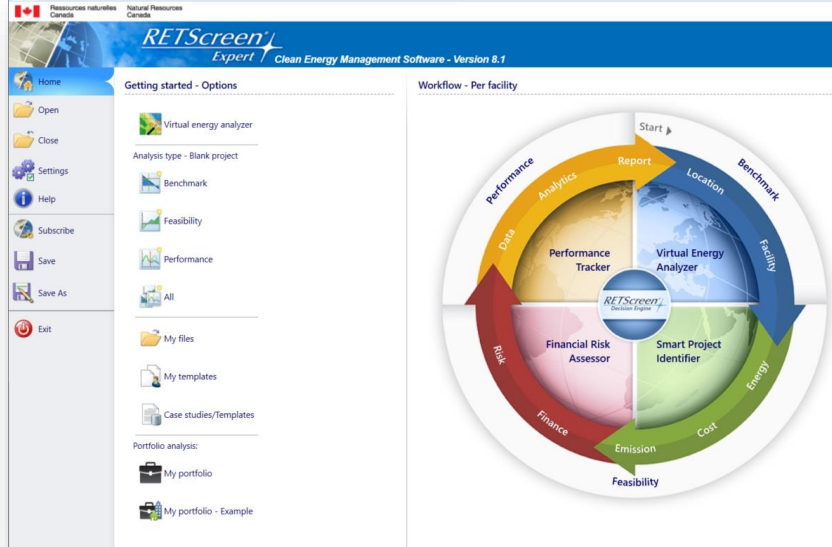 Ressources naturelles
Canada
Natural Resources
Canada
RETScreen
Expert
Clean Energy Management Software - Version 8.1
Home
Open
Close
Settings
Help
Subscribe
Save
Save As
Exit
Getting started - Options
Virtual energy analyzer
Analysis type - Blank project
Benchmark
Feasibility
Performance
All
My files
My templates
Case studies/Templates
Portfolio analysis:
My portfolio
My portfolio - Example
Workflow - Per facility
Start
Performance
Benchmark
Feasibility
Location
Facility
Energy
Cost
Emission
Finance
Risk
Data
Analytics
Report
Performance
Tracker
Virtual Energy
Analyzer
RETScreen
Decision Engine
Financial Risk
Assessor
Smart Project
Identifier